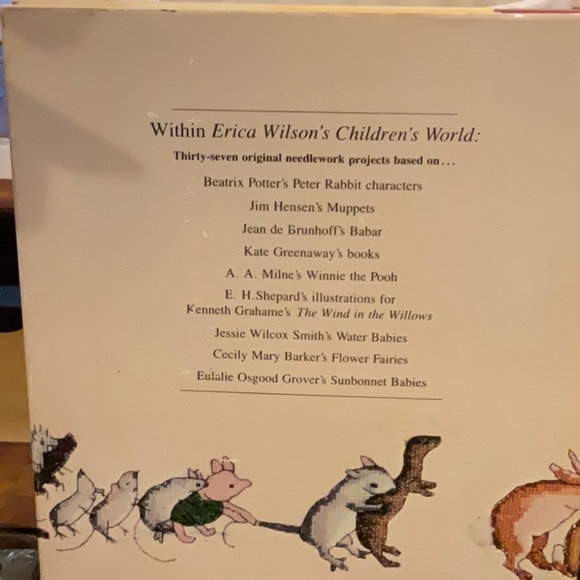 Within Erica Wilson's Children's World:
Thirty-seven original needlework projects based on...
Beatrix Potter's Peter Rabbit characters
Jim Hensen's Muppets
Jean de Brunhoff's Babar
Kate Greenaway's books
A. A. Milne's Winnie the Pooh
E. H.Shepard's illustrations for
Kenneth Grahame's The Wind in the Willows
Jessie Wilcox Smith's Water Babies
Cecily Mary Barker's Flower Fairies
Eulalie Osgood Grover's Sunbonnet Babies